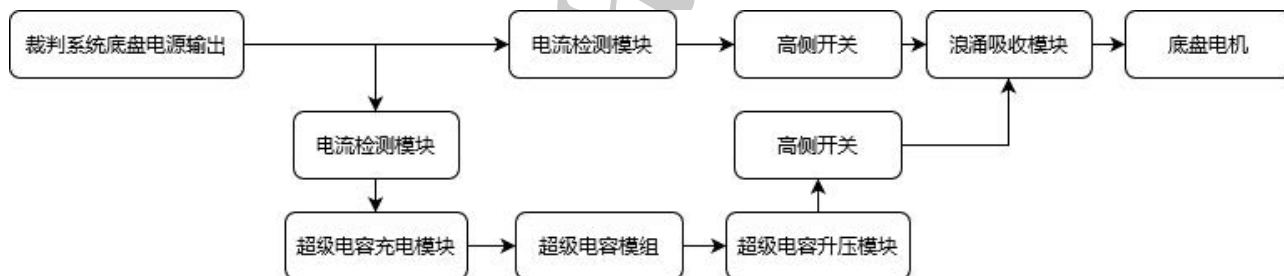 裁判系统底盘电源输出
电流检测模块
高侧开关
浪涌吸收模块
底盘电机
电流检测模块
高侧开关
超级电容充电模块
超级电容模组
超级电容升压模块